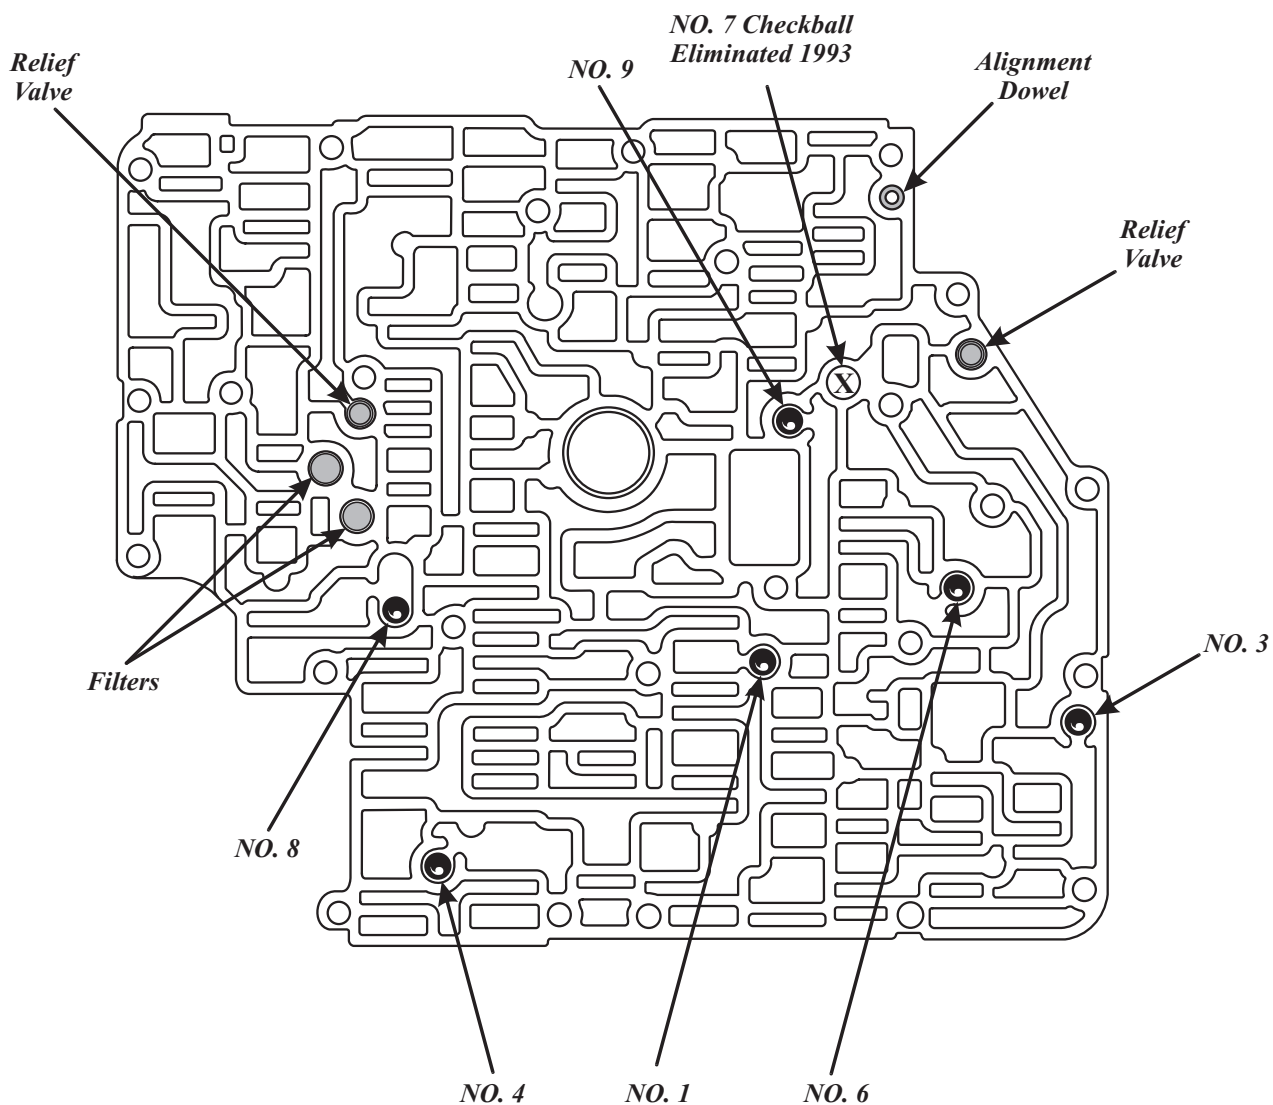 NO. 7 Checkball
Eliminated 1993
Relief
Valve
NO. 9
Alignment
Dowel
Relief
Valve
X
Filters
NO. 3
NO. 8
NO. 4
NO. 1
NO. 6